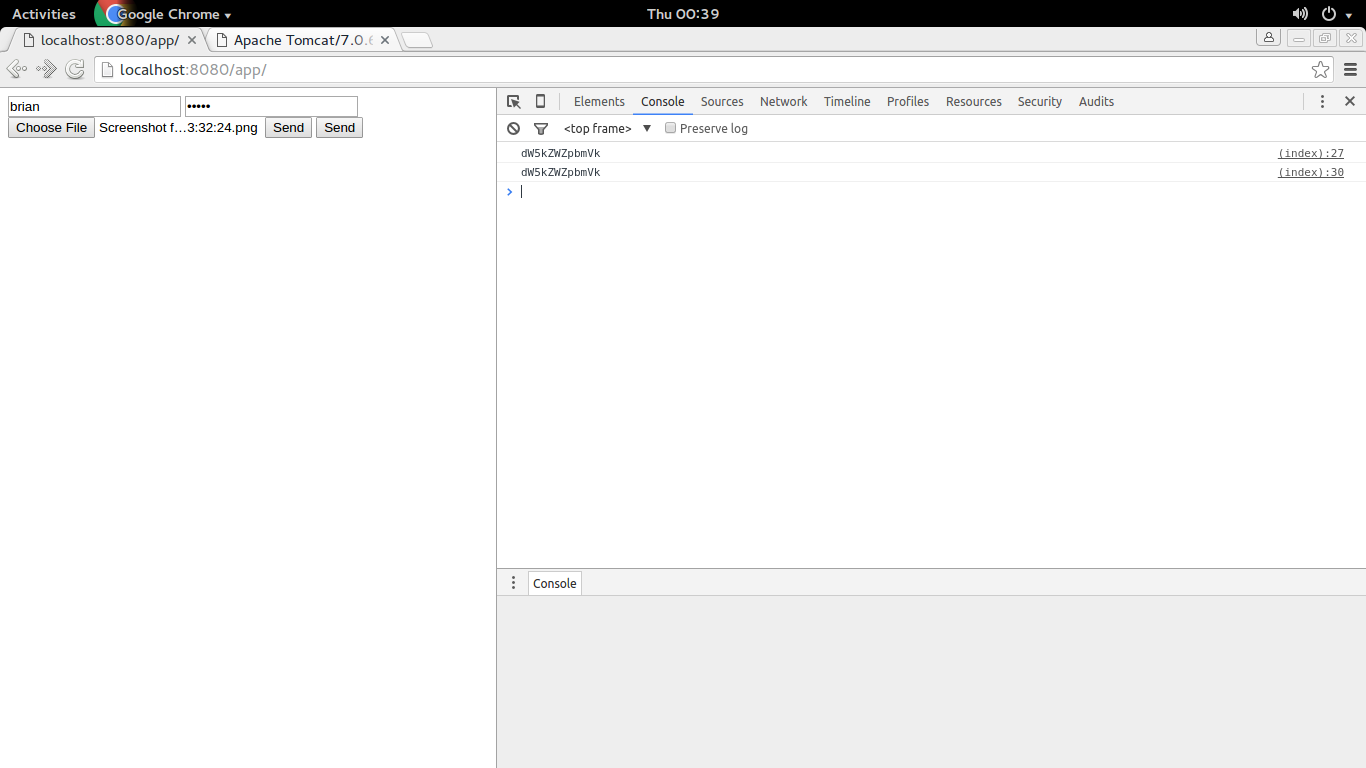 Activities Google Chrome Thu 00:39
localhost:8080/app/ Apache Tomcat/7.0.6
localhost:8080/app/
brian •••••
Choose File Screenshot f…3:32:24.png Send Send
Elements Console Sources Network Timeline Profiles Resources Security Audits
<top frame> Preserve log
dW5kZWZpbmVk (index):27
dW5kZWZpbmVk (index):30
Console